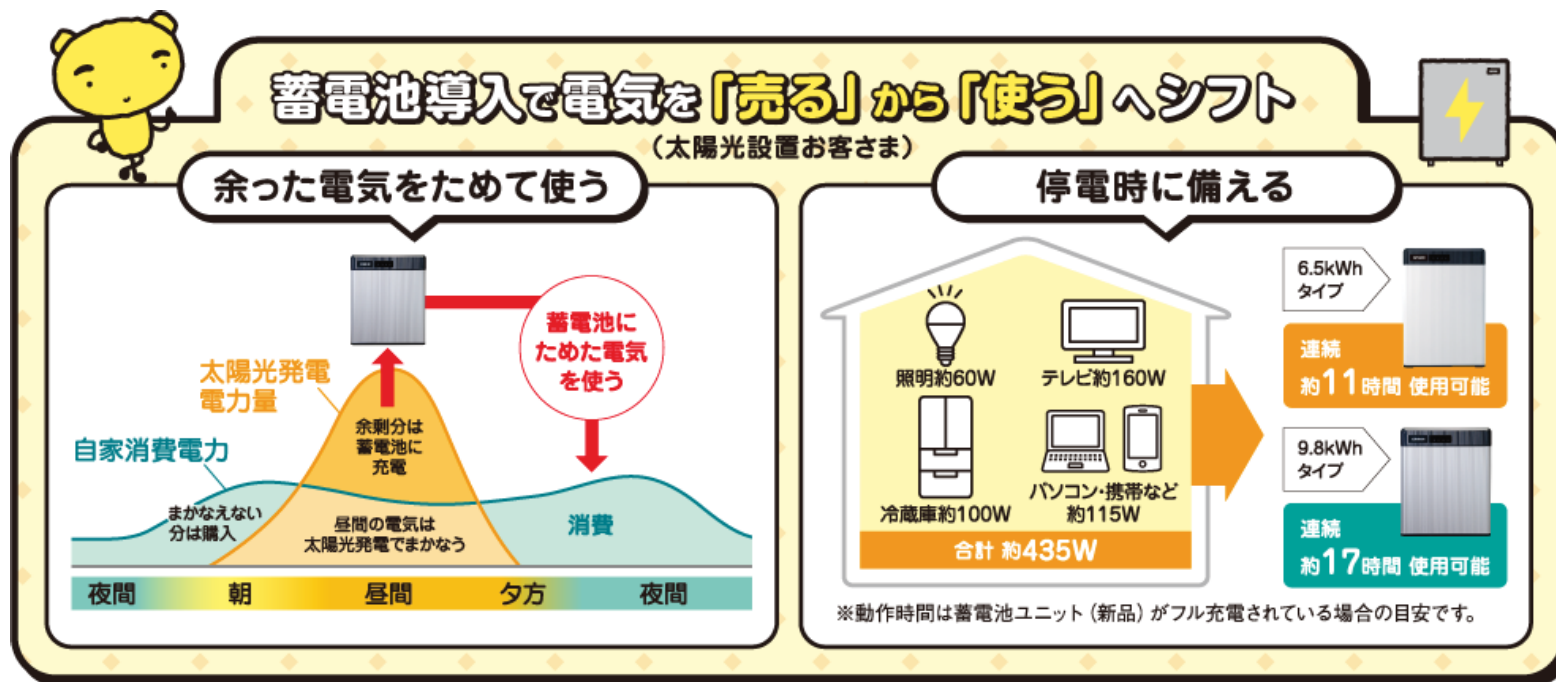 蓄電池導入で電気を「売る」から「使う」へシフト
（太陽光設置お客さま）
余った電気をためて使う
蓄電池に
ためた電気
を使う
太陽光発電
電力量
余剰分は
蓄電池に
充電
自家消費電力
まかなえない
分は購入
昼間の電気は
太陽光発電でまかなう
消費
夜間
朝
昼間
夕方
夜間
停電時に備える
照明約60W
テレビ約160W
冷蔵庫約100W
パソコン・携帯など
約115W
合計 約435W
6.5kWh
タイプ
連続
約11時間 使用可能
9.8kWh
タイプ
連続
約17時間 使用可能
※動作時間は蓄電池ユニット（新品）がフル充電されている場合の目安です。